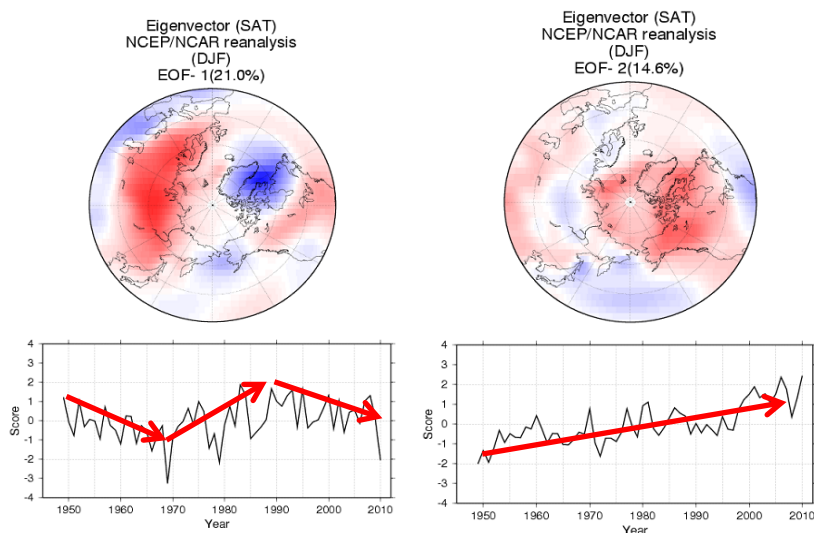 Eigenvector (SAT)
NCEP/NCAR reanalysis
(DJF)
EOF- 1(21.0%)
4
3
2
1
0
-1
-2
-3
-4
Score
1950 1960 1970 1980 1990 2000 2010
Year
Eigenvector (SAT)
NCEP/NCAR reanalysis
(DJF)
EOF- 2(14.6%)
4
3
2
1
0
-1
-2
-3
-4
Score
1950 1960 1970 1980 1990 2000 2010
Year